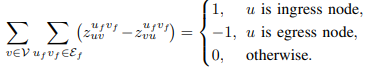 ∑_{v∈𝒱} ∑_{u_f v_f∈ℰ_f} (z_{uv}^{u_f v_f} − z_{vu}^{u_f v_f}) = { 1, u is ingress node,
−1, u is egress node,
0, otherwise.